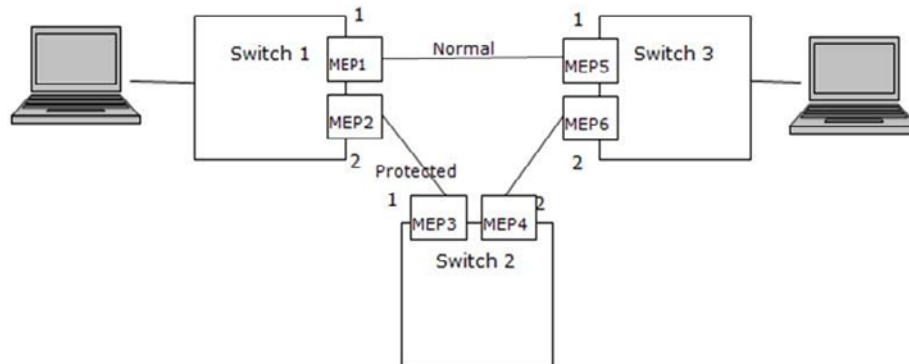 1
1
Switch 1
Normal
Switch 3
MEP1
MEP5
MEP2
MEP6
2
2
Protected
1
2
MEP3
MEP4
Switch 2